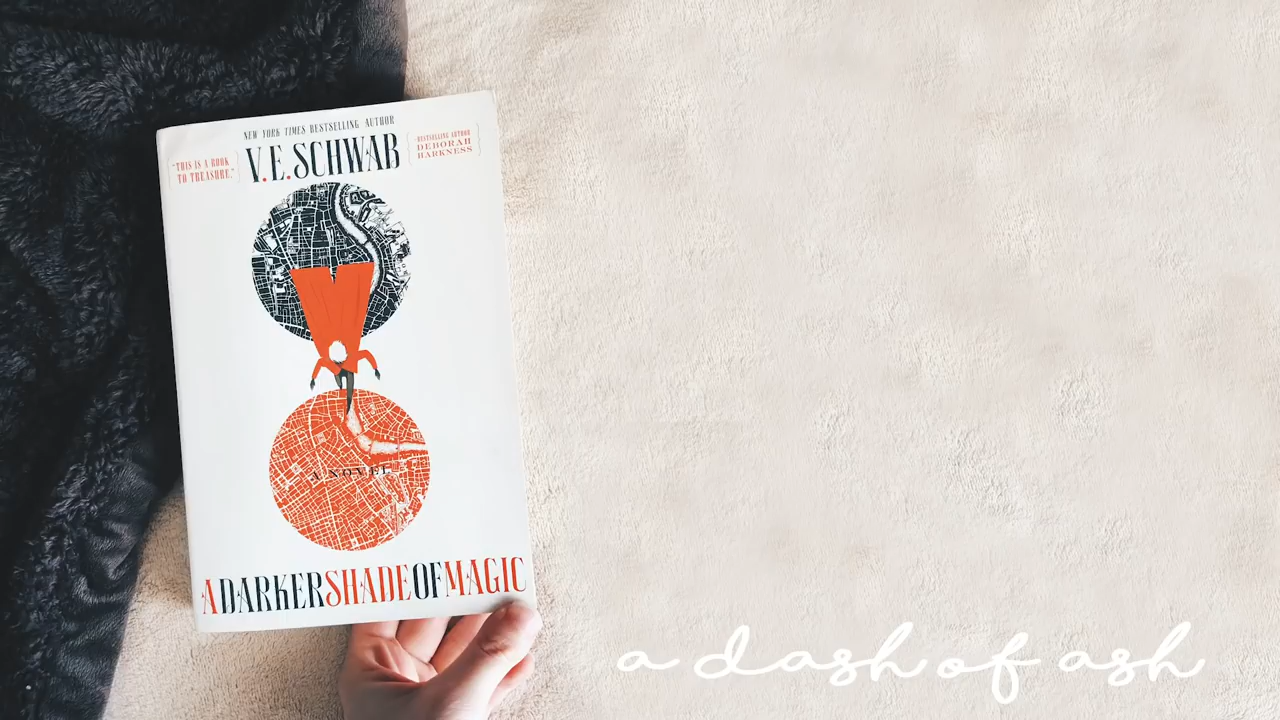 NEW YORK TIMES BESTSELLING AUTHOR
V.E. SCHWAB
"THIS IS A BOOK
TO TREASURE."
—BESTSELLING AUTHOR
DEBORAH
HARKNESS
A NOVEL
A DARKER SHADE OF MAGIC
a dash of ash